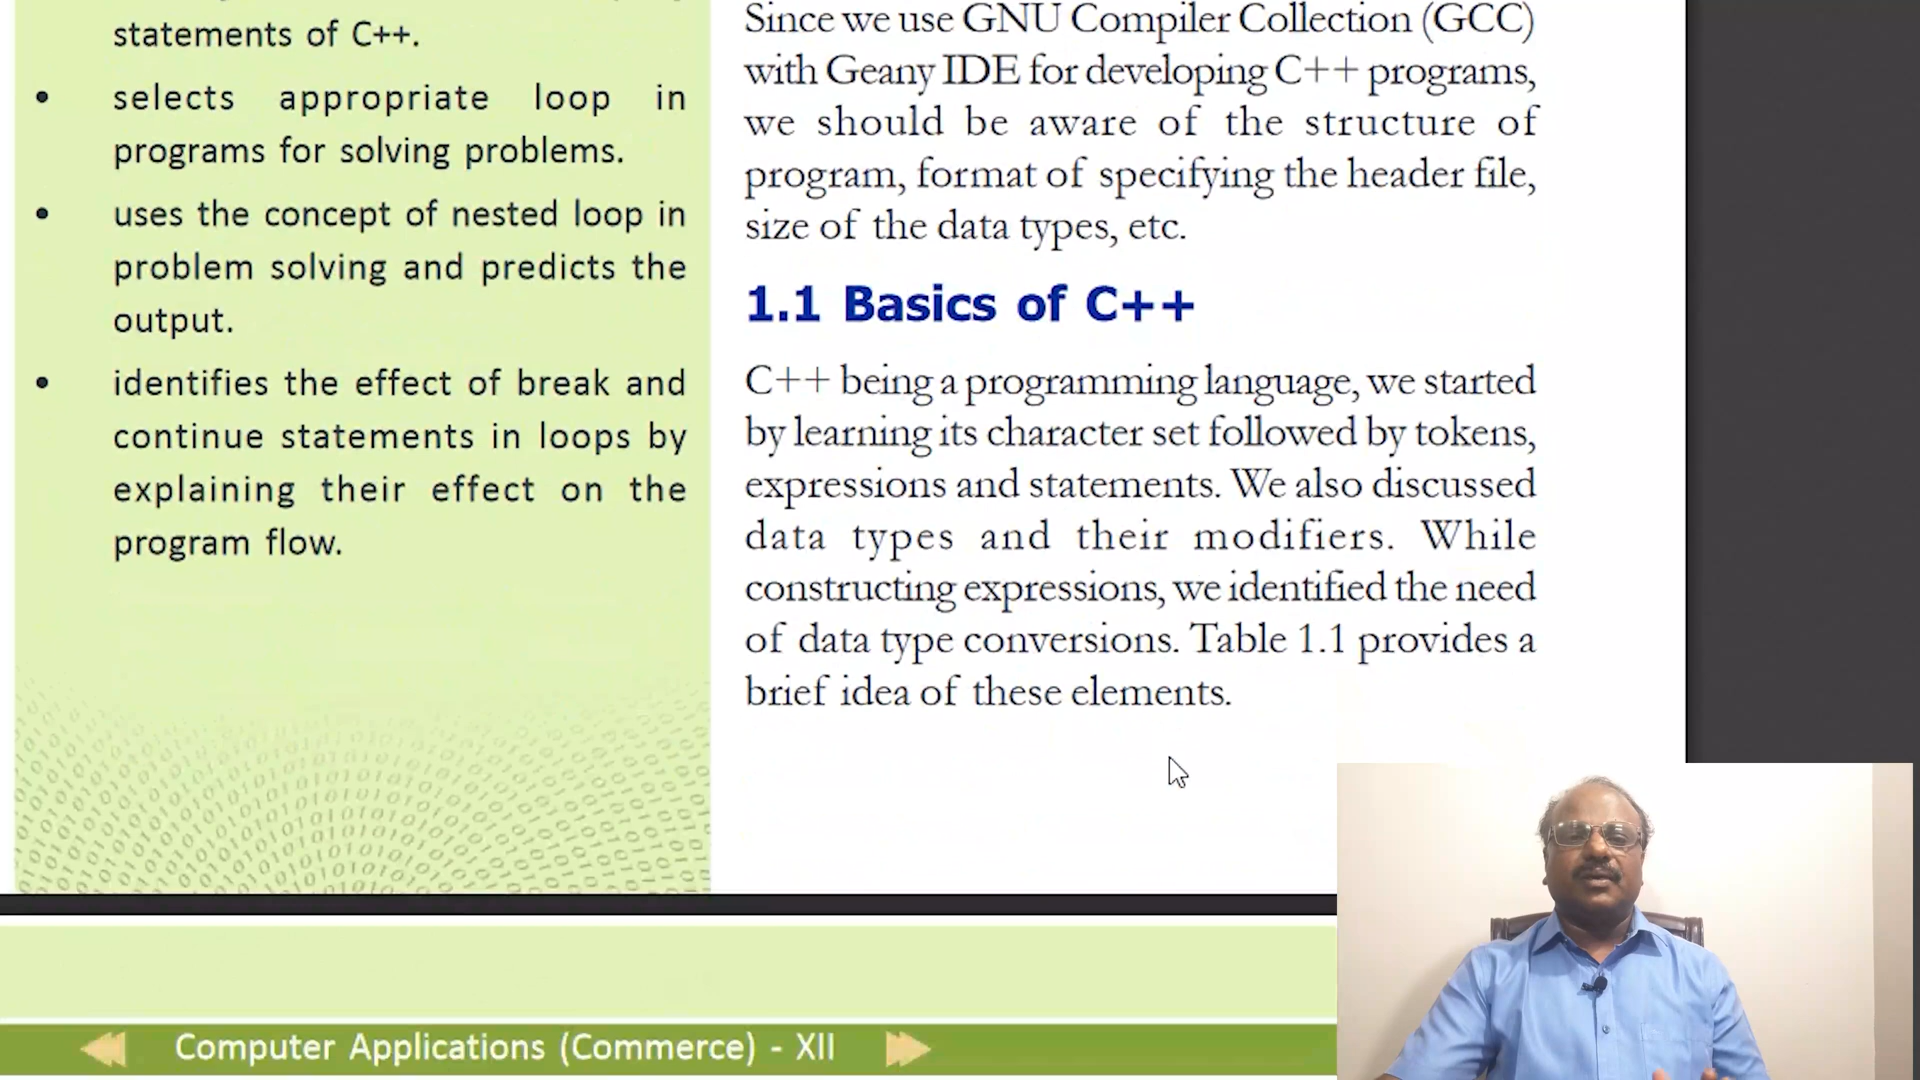 statements of C++.
• selects appropriate loop in
programs for solving problems.
• uses the concept of nested loop in
problem solving and predicts the
output.
• identifies the effect of break and
continue statements in loops by
explaining their effect on the
program flow.
Since we use GNU Compiler Collection (GCC)
with Geany IDE for developing C++ programs,
we should be aware of the structure of
program, format of specifying the header file,
size of the data types, etc.
1.1 Basics of C++
C++ being a programming language, we started
by learning its character set followed by tokens,
expressions and statements. We also discussed
data types and their modifiers. While
constructing expressions, we identified the need
of data type conversions. Table 1.1 provides a
brief idea of these elements.
Computer Applications (Commerce) - XII